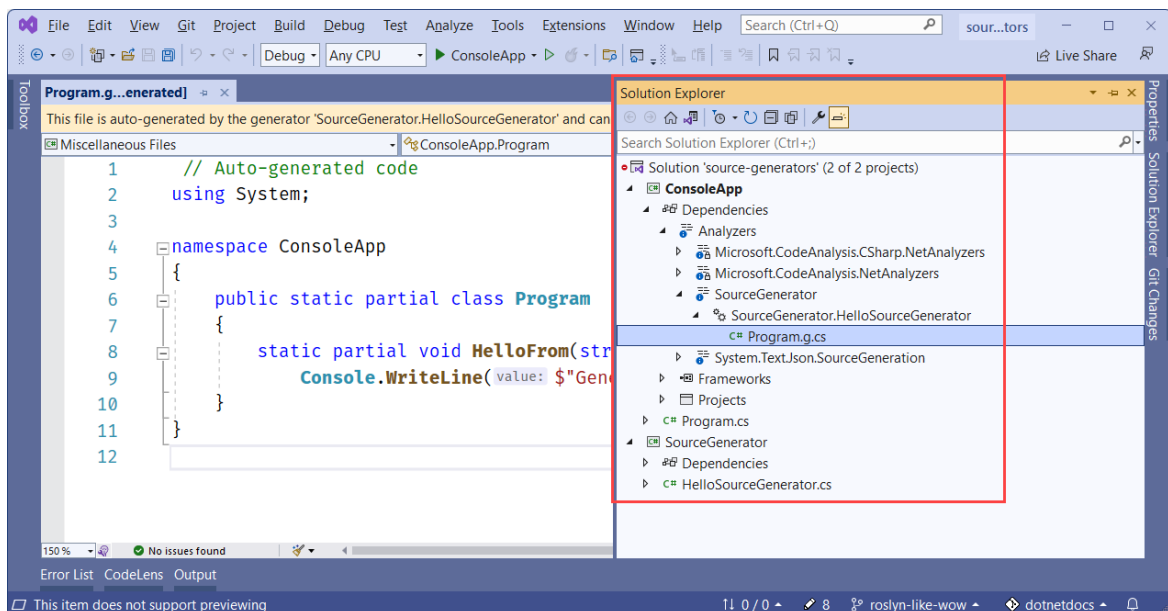 File Edit View Git Project Build Debug Test Analyze Tools Extensions Window Help Search (Ctrl+Q) sour...tors
Debug Any CPU ConsoleApp Live Share
Toolbox
Program.g...enerated]
This file is auto-generated by the generator 'SourceGenerator.HelloSourceGenerator' and can
Miscellaneous Files ConsoleApp.Program
1 // Auto-generated code
2 using System;
3
4 namespace ConsoleApp
5 {
6 public static partial class Program
7 {
8 static partial void HelloFrom(str
9 Console.WriteLine( value: $"Gen
10 }
11 }
12
150 % No issues found
Solution Explorer
Search Solution Explorer (Ctrl+;)
Solution 'source-generators' (2 of 2 projects)
C# ConsoleApp
Dependencies
Analyzers
Microsoft.CodeAnalysis.CSharp.NetAnalyzers
Microsoft.CodeAnalysis.NetAnalyzers
SourceGenerator
SourceGenerator.HelloSourceGenerator
C# Program.g.cs
System.Text.Json.SourceGeneration
Frameworks
Projects
C# Program.cs
C# SourceGenerator
Dependencies
C# HelloSourceGenerator.cs
Properties
Solution Explorer
Git Changes
Error List CodeLens Output
This item does not support previewing 0 / 0 8 roslyn-like-wow dotnetdocs